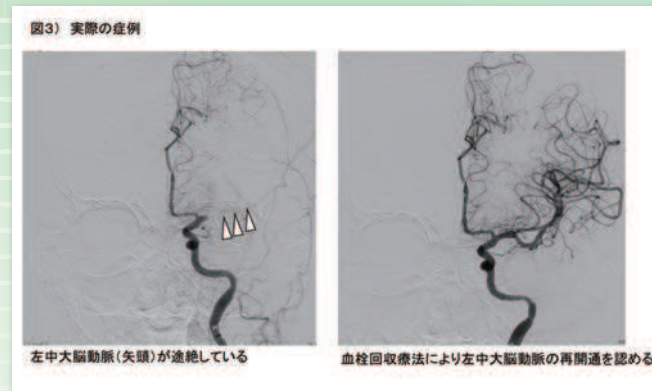 図3） 実際の症例
左中大脳動脈（矢頭）が途絶している
血栓回収療法により左中大脳動脈の再開通を認める